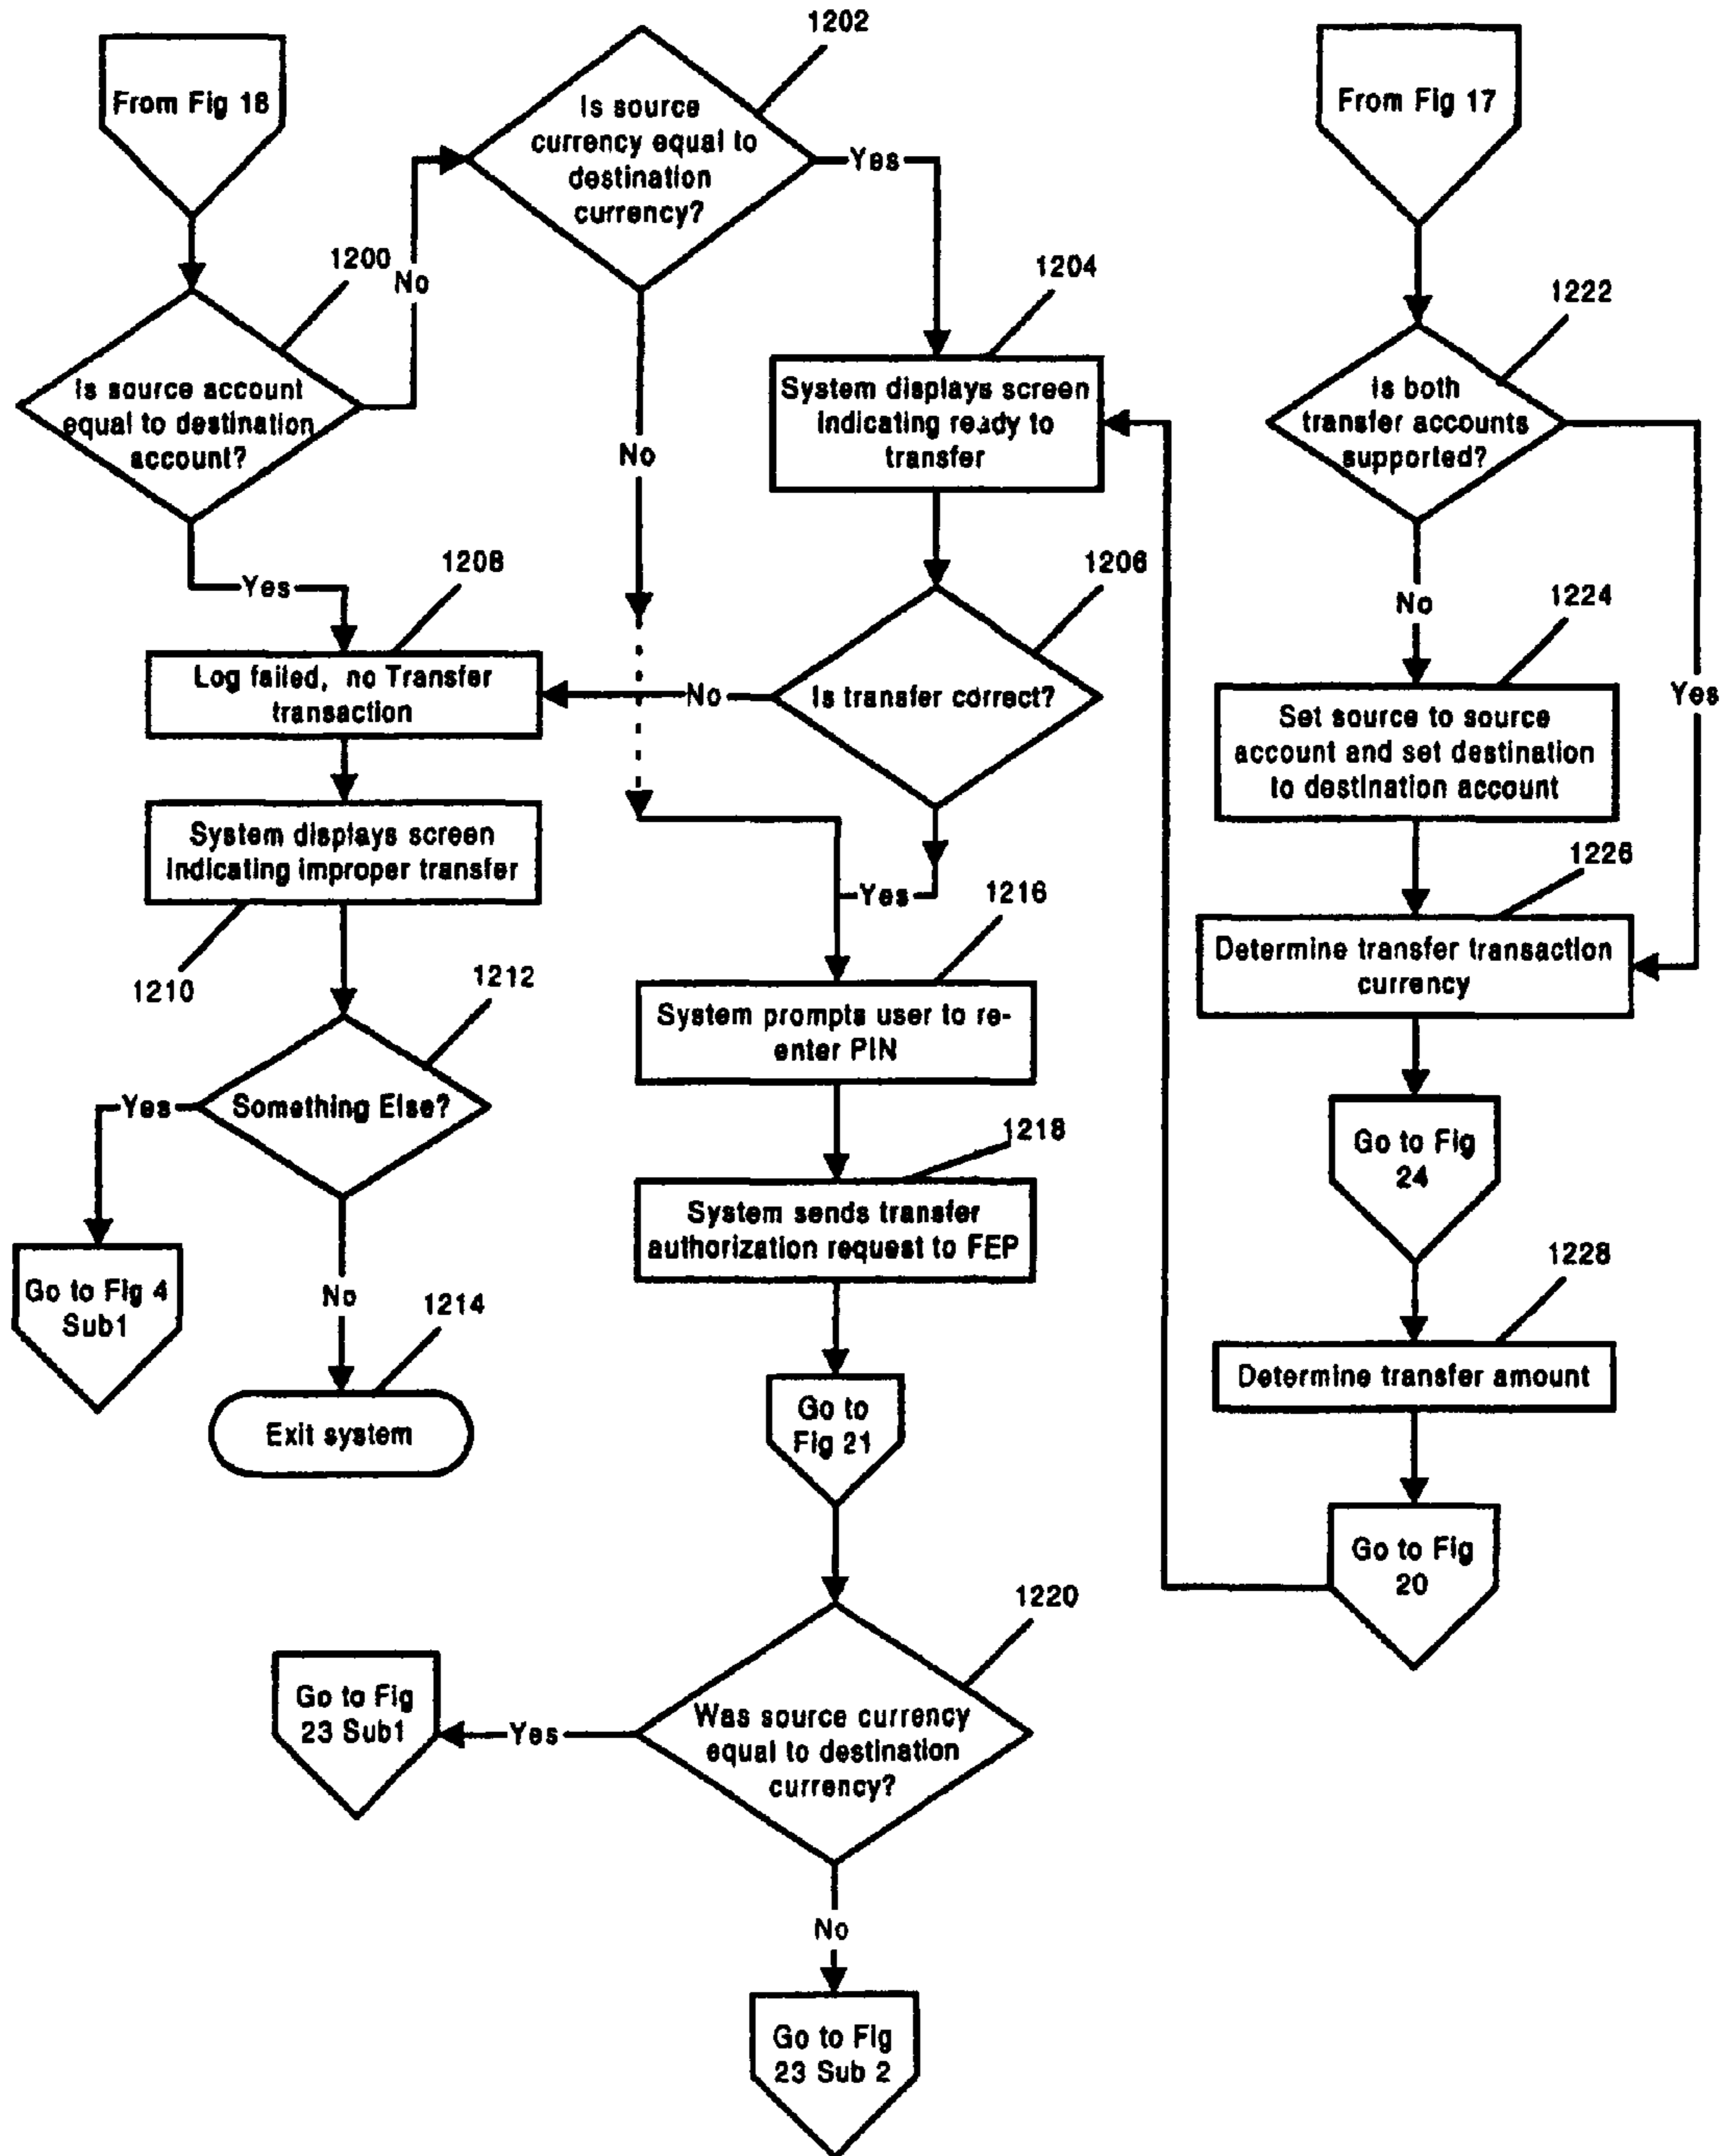 From Fig 18
1200
Is source account
equal to destination
account?
No
Yes
1202
Is source
currency equal to
destination
currency?
Yes
No
1204
System displays screen
indicating ready to
transfer
1206
Is transfer correct?
No
Yes
1208
Log failed, no Transfer
transaction
System displays screen
indicating improper transfer
1210
1212
Something Else?
Yes
Go to Fig 4
Sub1
No
1214
Exit system
1216
System prompts user to re-
enter PIN
1218
System sends transfer
authorization request to FEP
Go to
Fig 21
1220
Was source currency
equal to destination
currency?
Yes
Go to Fig
23 Sub1
No
Go to Fig
23 Sub 2
From Fig 17
1222
Is both
transfer accounts
supported?
No
Yes
1224
Set source to source
account and set destination
to destination account
1226
Determine transfer transaction
currency
Go to Fig
24
1228
Determine transfer amount
Go to Fig
20